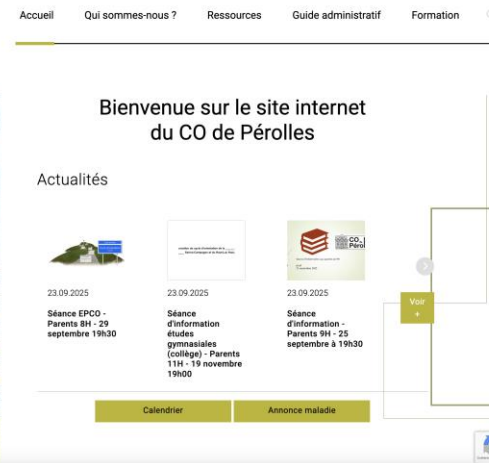 Accueil Qui sommes-nous ? Ressources Guide administratif Formation
Bienvenue sur le site internet
du CO de Pérolles
Actualités
CO_
Pérol
23.09.2025
Séance EPCO -
Parents 8H - 29
septembre 19h30
23.09.2025
Séance
d'information
études
gymnasiales
(collège) - Parents
11H - 19 novembre
19h00
23.09.2025
Séance
d'information -
Parents 9H - 25
septembre à 19h30
Voir
+
Calendrier
Annonce maladie